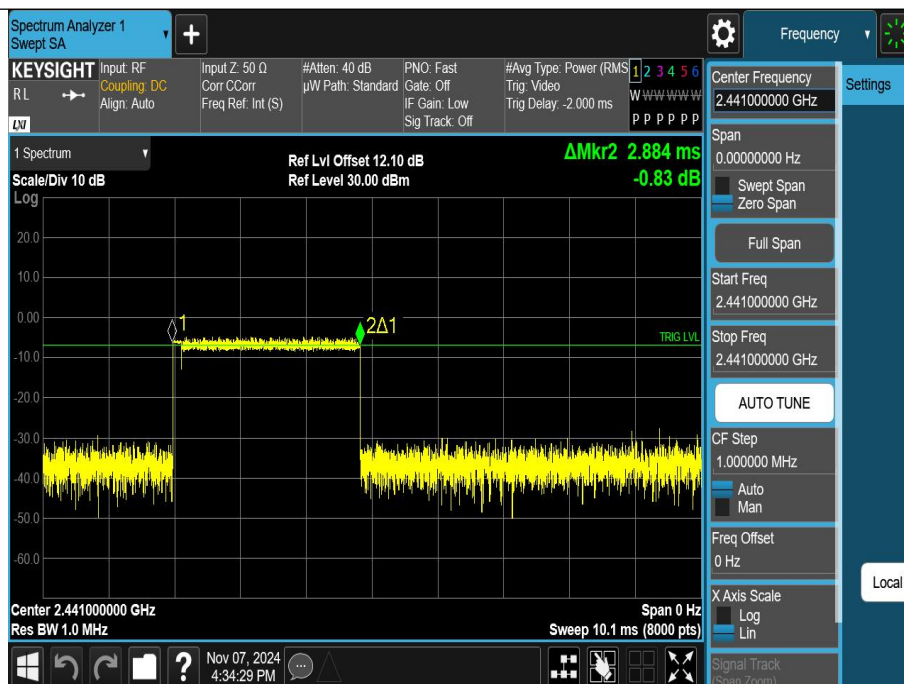 Spectrum Analyzer 1
Swept SA
+
Frequency
KEYSIGHT
RL
LXI
Input: RF
Coupling: DC
Align: Auto
Input Z: 50 Ω
Corr CCorr
Freq Ref: Int (S)
#Atten: 40 dB
µW Path: Standard
PNO: Fast
Gate: Off
IF Gain: Low
Sig Track: Off
#Avg Type: Power (RMS
Trig: Video
Trig Delay: -2.000 ms
1 2 3 4 5 6
W W W W W W
P P P P P P
1 Spectrum
Scale/Div 10 dB
Log
Ref Lvl Offset 12.10 dB
Ref Level 30.00 dBm
ΔMkr2 2.884 ms
-0.83 dB
20.0
10.0
0.00
-10.0
-20.0
-30.0
-40.0
-50.0
-60.0
1
2Δ1
TRIG LVL
Center 2.441000000 GHz
Res BW 1.0 MHz
Span 0 Hz
Sweep 10.1 ms (8000 pts)
?
Nov 07, 2024
4:34:29 PM
Center Frequency
2.441000000 GHz
Span
0.00000000 Hz
Swept Span
Zero Span
Full Span
Start Freq
2.441000000 GHz
Stop Freq
2.441000000 GHz
AUTO TUNE
CF Step
1.000000 MHz
Auto
Man
Freq Offset
0 Hz
X Axis Scale
Log
Lin
Signal Track
(Span Zoom)
Settings
Local